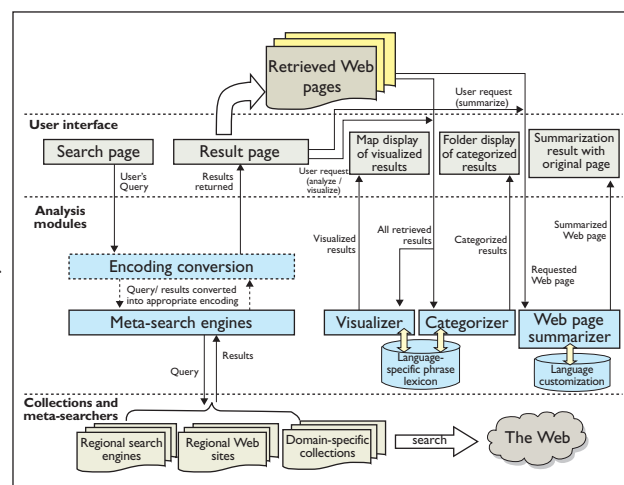 Retrieved Web
pages
User request
(summarize)
User interface
Search page
Result page
Map display
of visualized
results
Folder display
of categorized
results
Summarization
result with
original page
User's
Query
Results
returned
User request
(analyze /
visualize)
Analysis
modules
Visualized
results
All retrieved
results
Categorized
results
Summarized
Web page
Requested
Web page
Encoding conversion
Query/ results converted
into appropriate encoding
Meta-search engines
Visualizer
Categorizer
Web page
summarizer
Language-
specific phrase
lexicon
Language
customization
Query
Results
Collections and
meta-searchers
Regional search
engines
Regional Web
sites
Domain-specific
collections
search
The Web